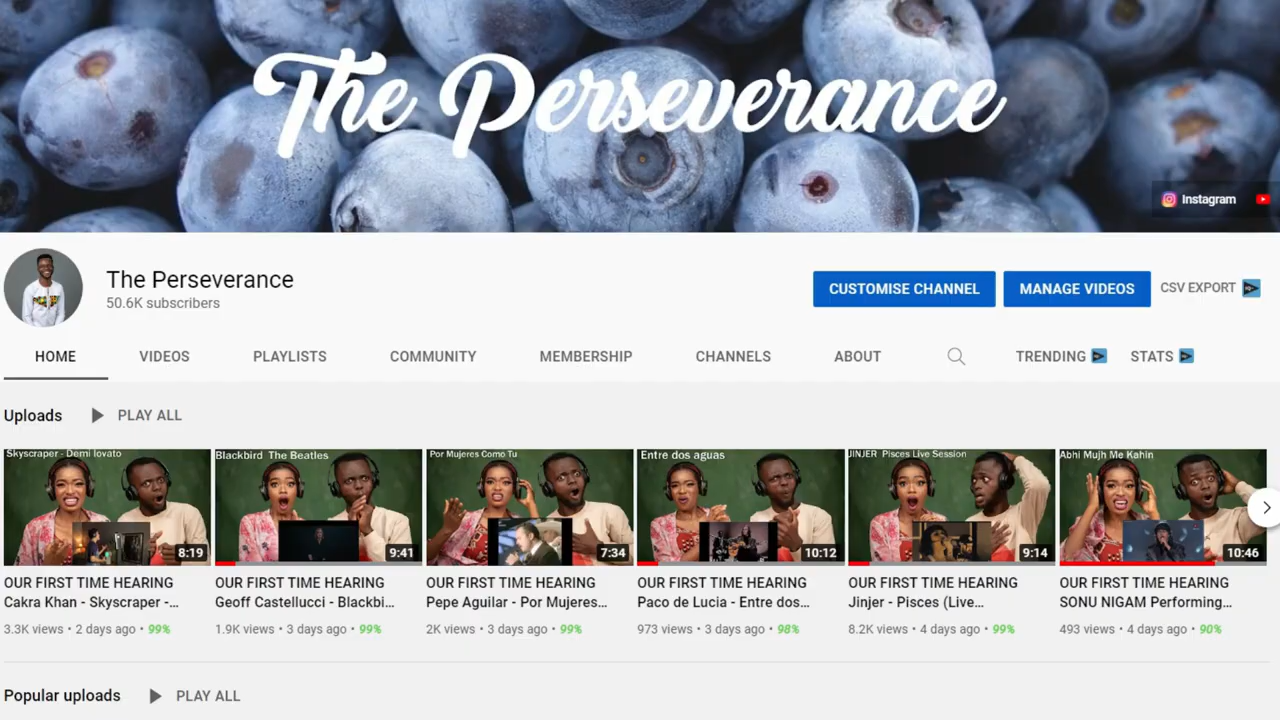 The Perseverance
Instagram
The Perseverance
50.6K subscribers
CUSTOMISE CHANNEL
MANAGE VIDEOS
CSV EXPORT
HOME
VIDEOS
PLAYLISTS
COMMUNITY
MEMBERSHIP
CHANNELS
ABOUT
TRENDING
STATS
Uploads
PLAY ALL
Skyscraper - Demi lovato
8:19
OUR FIRST TIME HEARING
Cakra Khan - Skyscraper -...
3.3K views • 2 days ago • 99%
Blackbird The Beatles
9:41
OUR FIRST TIME HEARING
Geoff Castellucci - Blackbi...
1.9K views • 3 days ago • 99%
Por Mujeres Como Tu
7:34
OUR FIRST TIME HEARING
Pepe Aguilar - Por Mujeres...
2K views • 3 days ago • 99%
Entre dos aguas
10:12
OUR FIRST TIME HEARING
Paco de Lucia - Entre dos...
973 views • 3 days ago • 98%
JINJER Pisces Live Session
9:14
OUR FIRST TIME HEARING
Jinjer - Pisces (Live...
8.2K views • 4 days ago • 99%
Abhi Mujh Me Kahin
10:46
OUR FIRST TIME HEARING
SONU NIGAM Performing...
493 views • 4 days ago • 90%
Popular uploads
PLAY ALL